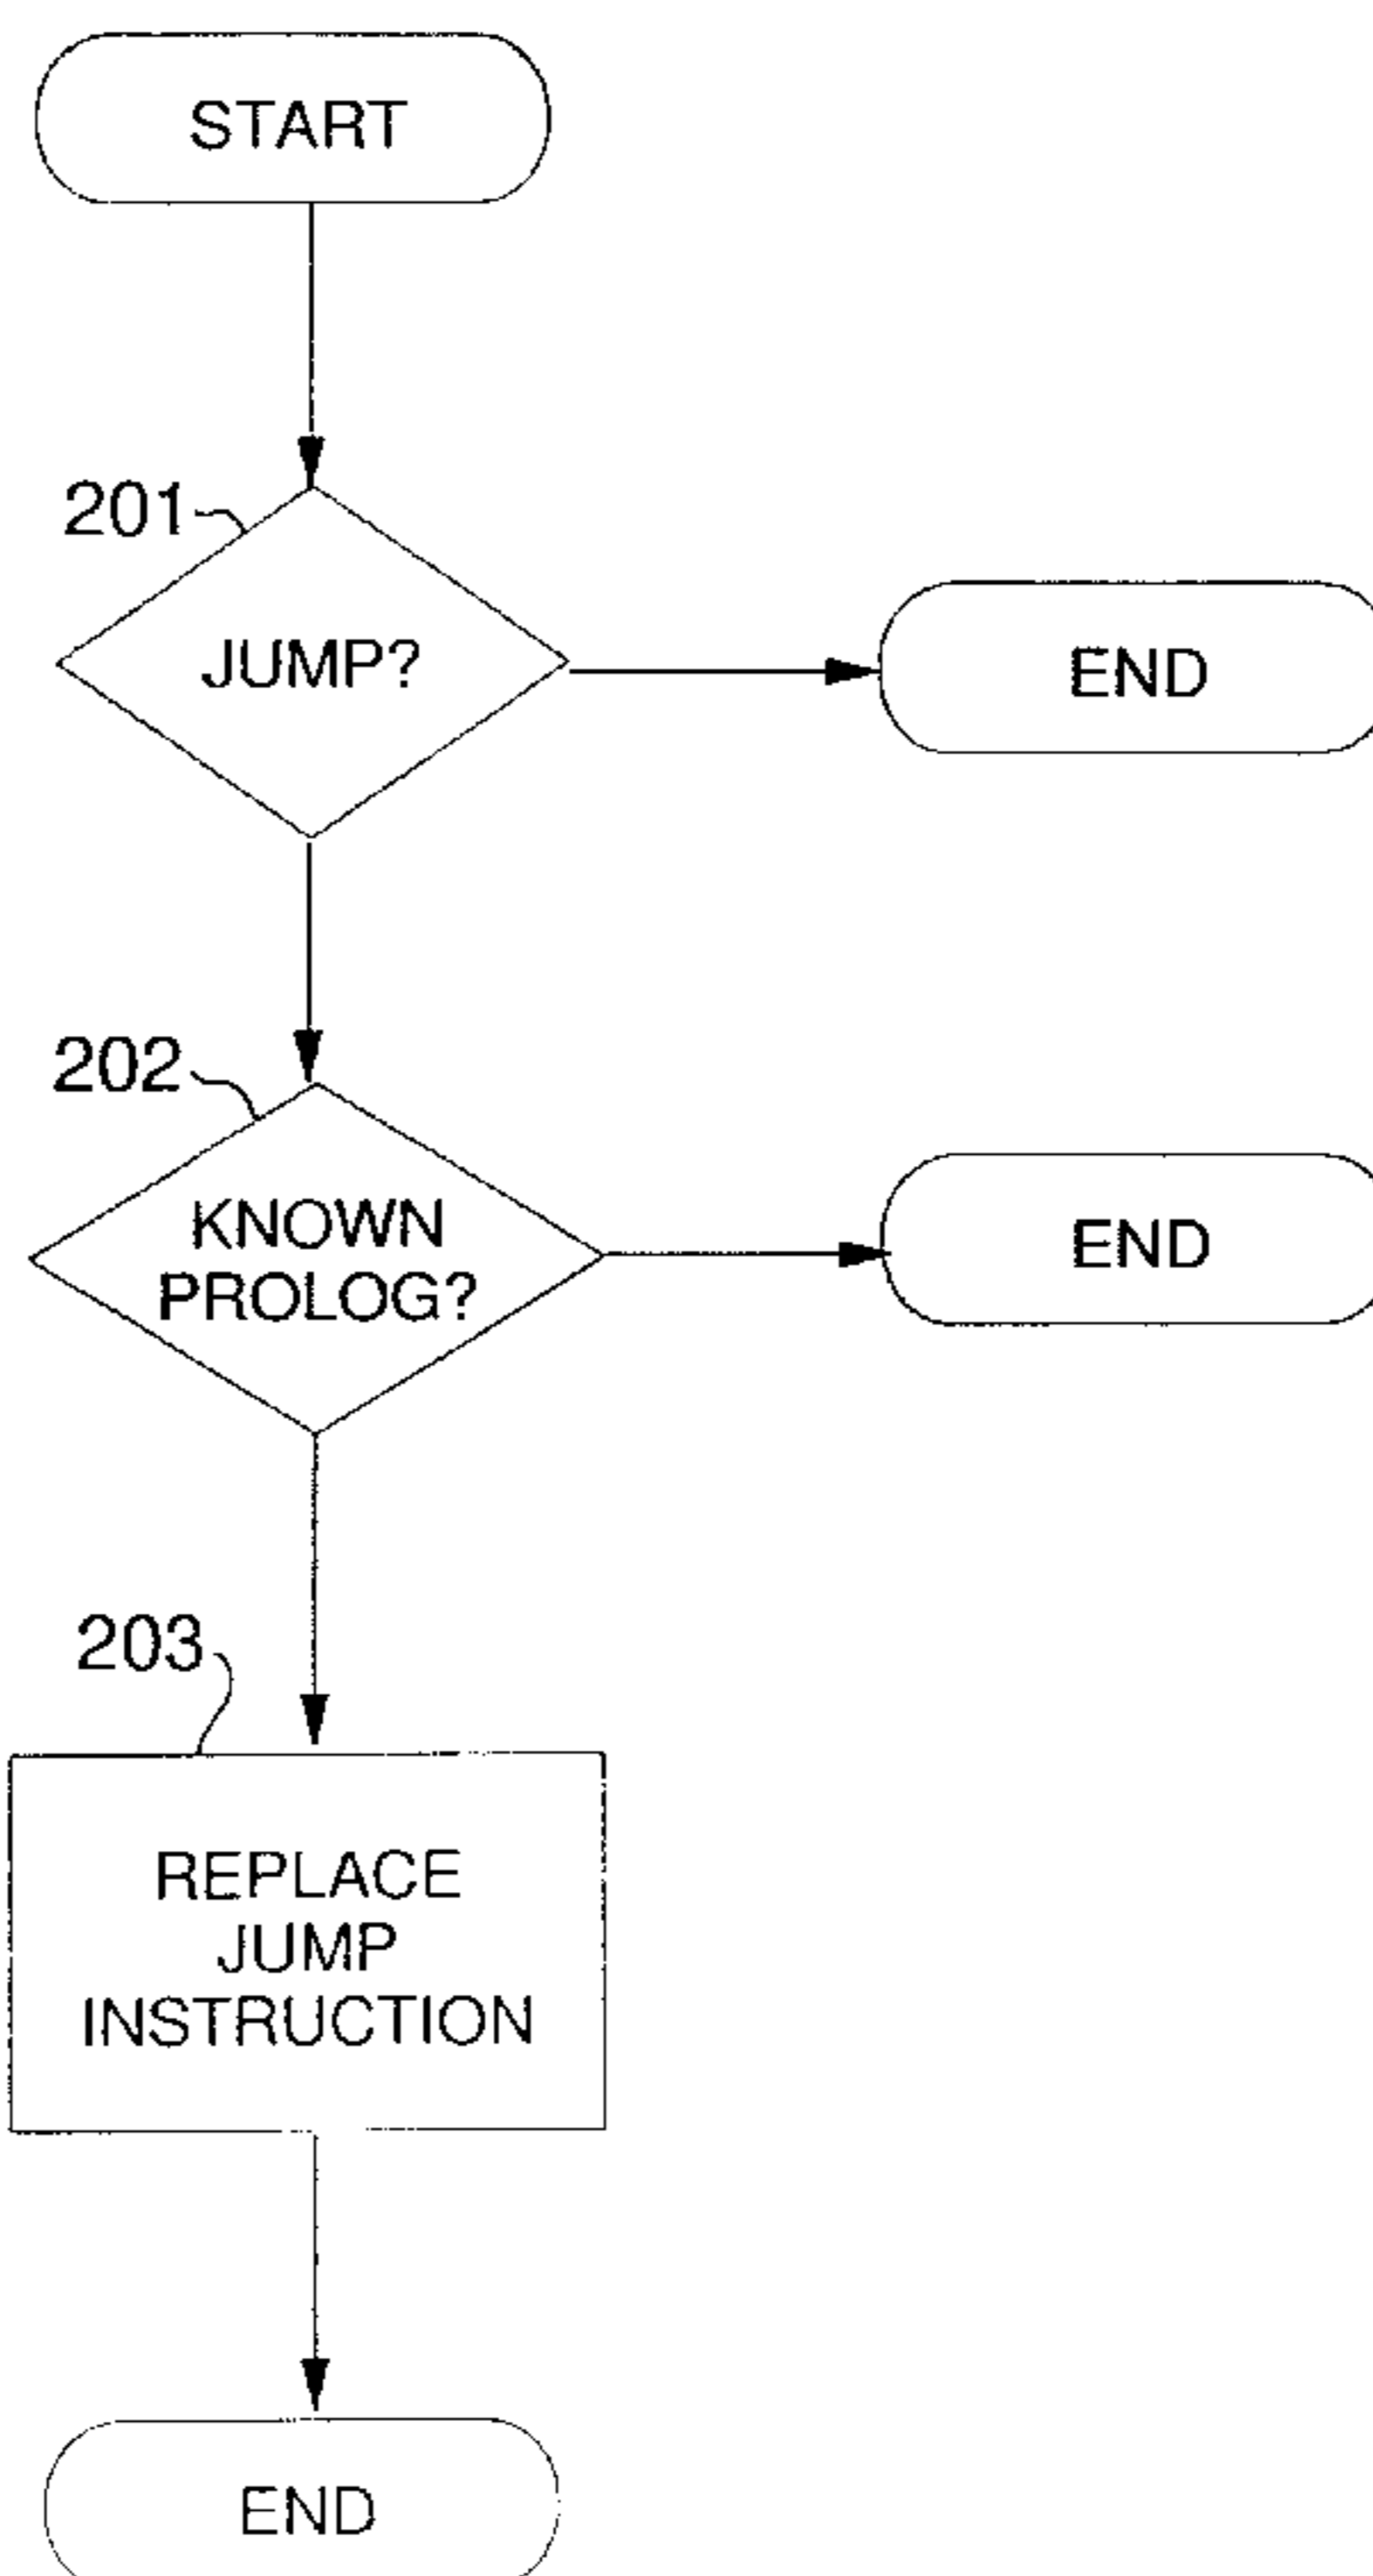 START
201
JUMP?
END
202
KNOWN
PROLOG?
END
203
REPLACE
JUMP
INSTRUCTION
END